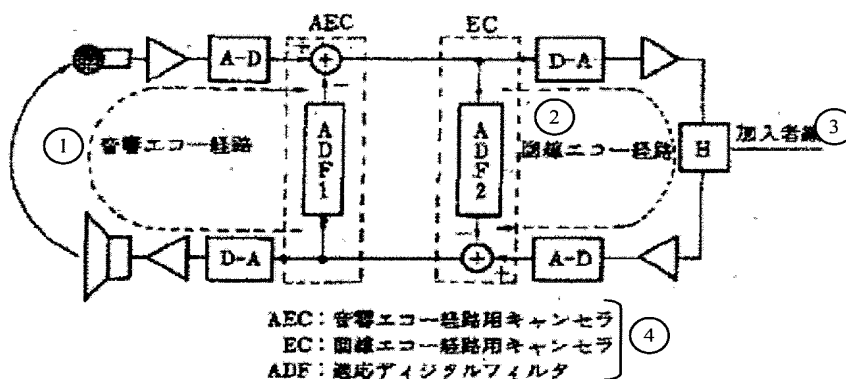 AEC
EC
A-D
+
+
−
D-A
ADF1
ADF2
①
音響エコー経路
②
回線エコー経路
H
加入者線
③
D-A
−
+
+
A-D
AEC：音響エコー経路用キャンセラ
EC：回線エコー経路用キャンセラ
ADF：適応ディジタルフィルタ
④